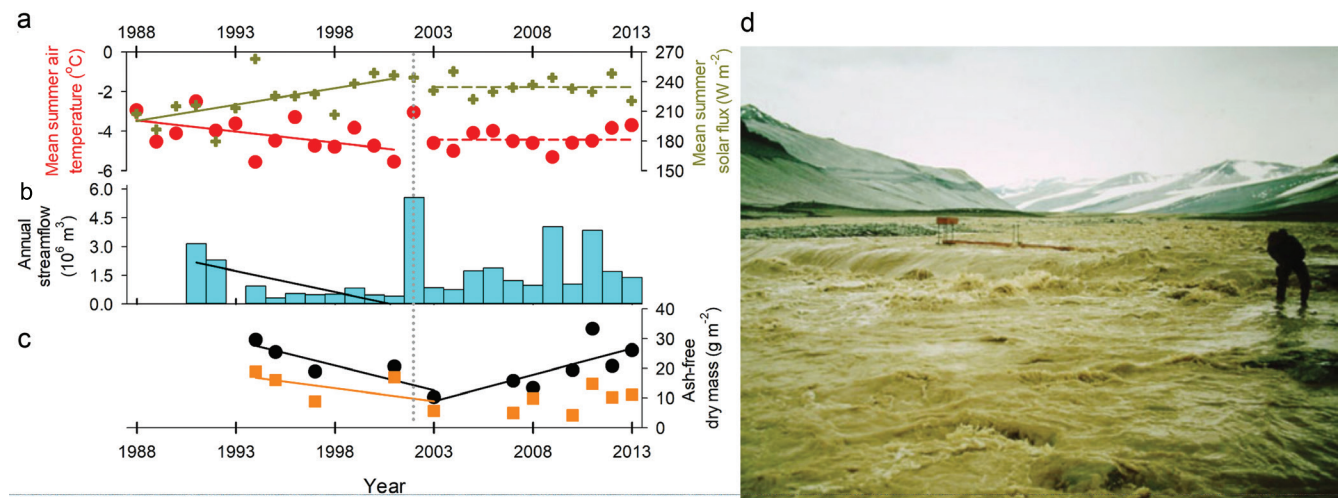 a
1988 1993 1998 2003 2008 2013
Mean summer air
temperature (°C)
0
-2
-4
-6
270
240
210
180
150
Mean summer
solar flux (W m⁻²)
b
Annual
streamflow
(10⁶ m³)
6.0
4.5
3.0
1.5
0.0
c
40
30
20
10
0
Ash-free
dry mass (g m⁻²)
1988 1993 1998 2003 2008 2013
Year
d